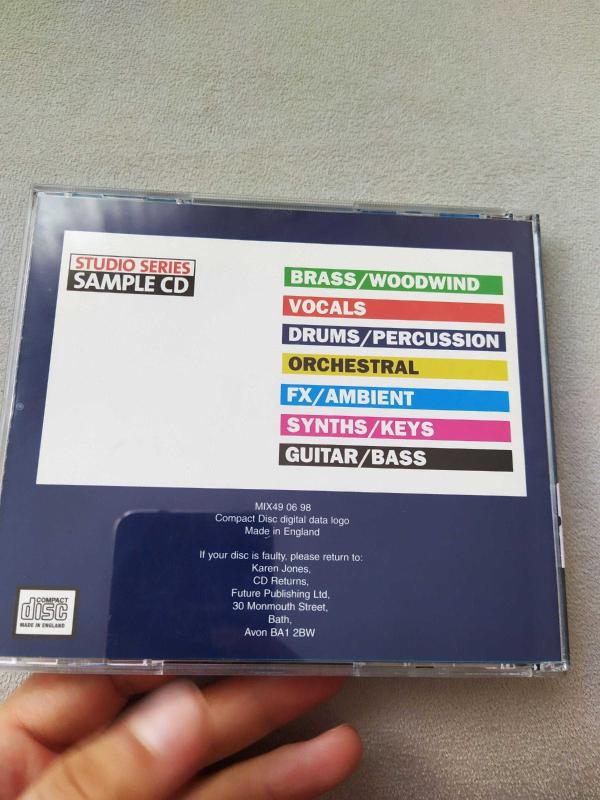 STUDIO SERIES
SAMPLE CD
BRASS/WOODWIND
VOCALS
DRUMS/PERCUSSION
ORCHESTRAL
FX/AMBIENT
SYNTHS/KEYS
GUITAR/BASS
MIX49 06 98
Compact Disc digital data logo
Made in England
If your disc is faulty, please return to:
Karen Jones,
CD Returns,
Future Publishing Ltd,
30 Monmouth Street,
Bath,
Avon BA1 2BW
COMPACT
disc
MADE IN ENGLAND